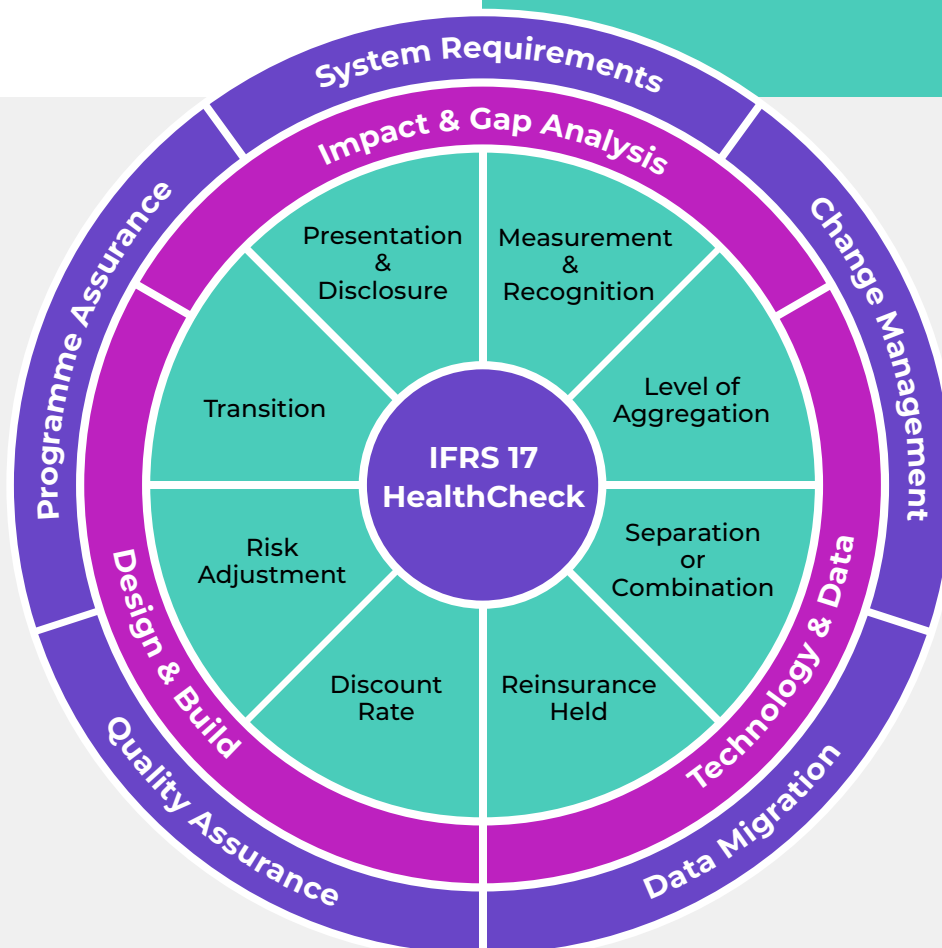 System Requirements
Impact & Gap Analysis
Programme Assurance
Change Management
Presentation
&
Disclosure
Measurement
&
Recognition
Transition
Level of
Aggregation
IFRS 17
HealthCheck
Risk
Adjustment
Separation
or
Combination
Design & Build
Technology & Data
Discount
Rate
Reinsurance
Held
Quality Assurance
Data Migration